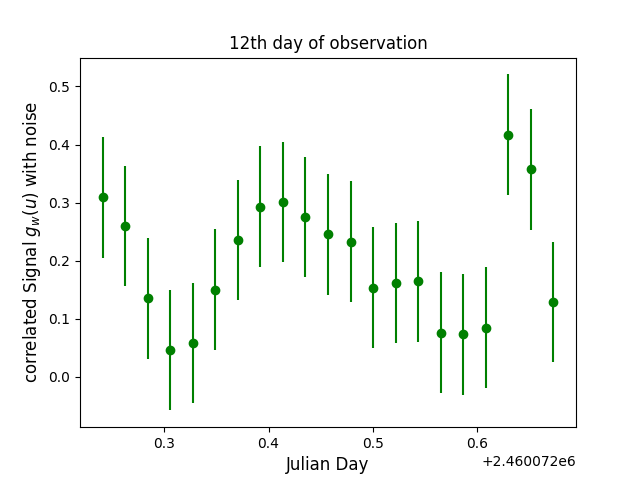 12th day of observation
correlated Signal g_w(u) with noise
0.5
0.4
0.3
0.2
0.1
0.0
0.3 0.4 0.5 0.6
Julian Day
+2.460072e6